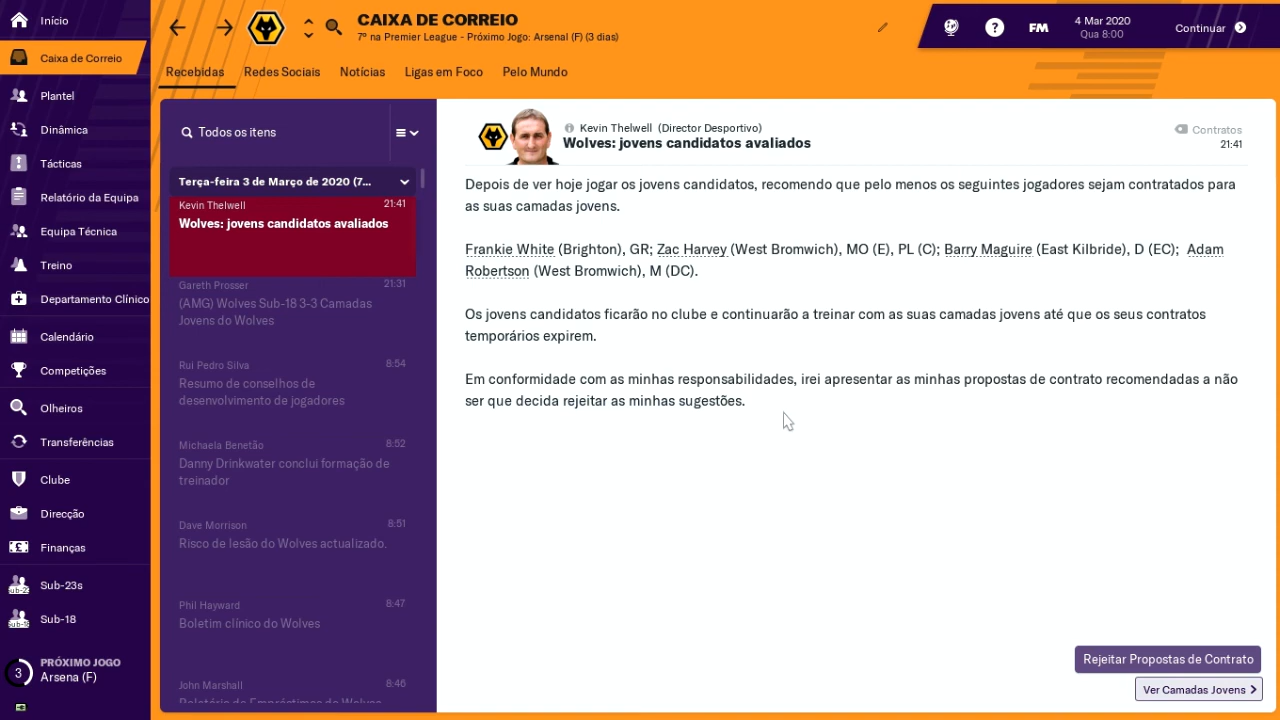 Início
Caixa de Correio
Plantel
Dinâmica
Tácticas
Relatório da Equipa
Equipa Técnica
Treino
Departamento Clínico
Calendário
Competições
Olheiros
Transferências
Clube
Direcção
Finanças
Sub-23s
Sub-18
3
PRÓXIMO JOGO
Arsena (F)
CAIXA DE CORREIO
7º na Premier League - Próximo Jogo: Arsenal (F) (3 dias)
FM
4 Mar 2020
Qua 8:00
Continuar
Recebidas Redes Sociais Notícias Ligas em Foco Pelo Mundo
Todos os itens
Terça-feira 3 de Março de 2020 (7...
Kevin Thelwell 21:41
Wolves: jovens candidatos avaliados
Gareth Prosser 21:31
(AMG) Wolves Sub-18 3-3 Camadas
Jovens do Wolves
Rui Pedro Silva 8:54
Resumo de conselhos de
desenvolvimento de jogadores
Michaela Benetão 8:52
Danny Drinkwater conclui formação de
treinador
Dave Morrison 8:51
Risco de lesão do Wolves actualizado.
Phil Hayward 8:47
Boletim clínico do Wolves
John Marshall 8:46
Relatório de Empréstimos do Wolves
Kevin Thelwell (Director Desportivo)
Wolves: jovens candidatos avaliados
Contratos
21:41
Depois de ver hoje jogar os jovens candidatos, recomendo que pelo menos os seguintes jogadores sejam contratados para
as suas camadas jovens.
Frankie White (Brighton), GR; Zac Harvey (West Bromwich), MO (E), PL (C); Barry Maguire (East Kilbride), D (EC); Adam
Robertson (West Bromwich), M (DC).
Os jovens candidatos ficarão no clube e continuarão a treinar com as suas camadas jovens até que os seus contratos
temporários expirem.
Em conformidade com as minhas responsabilidades, irei apresentar as minhas propostas de contrato recomendadas a não
ser que decida rejeitar as minhas sugestões.
Rejeitar Propostas de Contrato
Ver Camadas Jovens